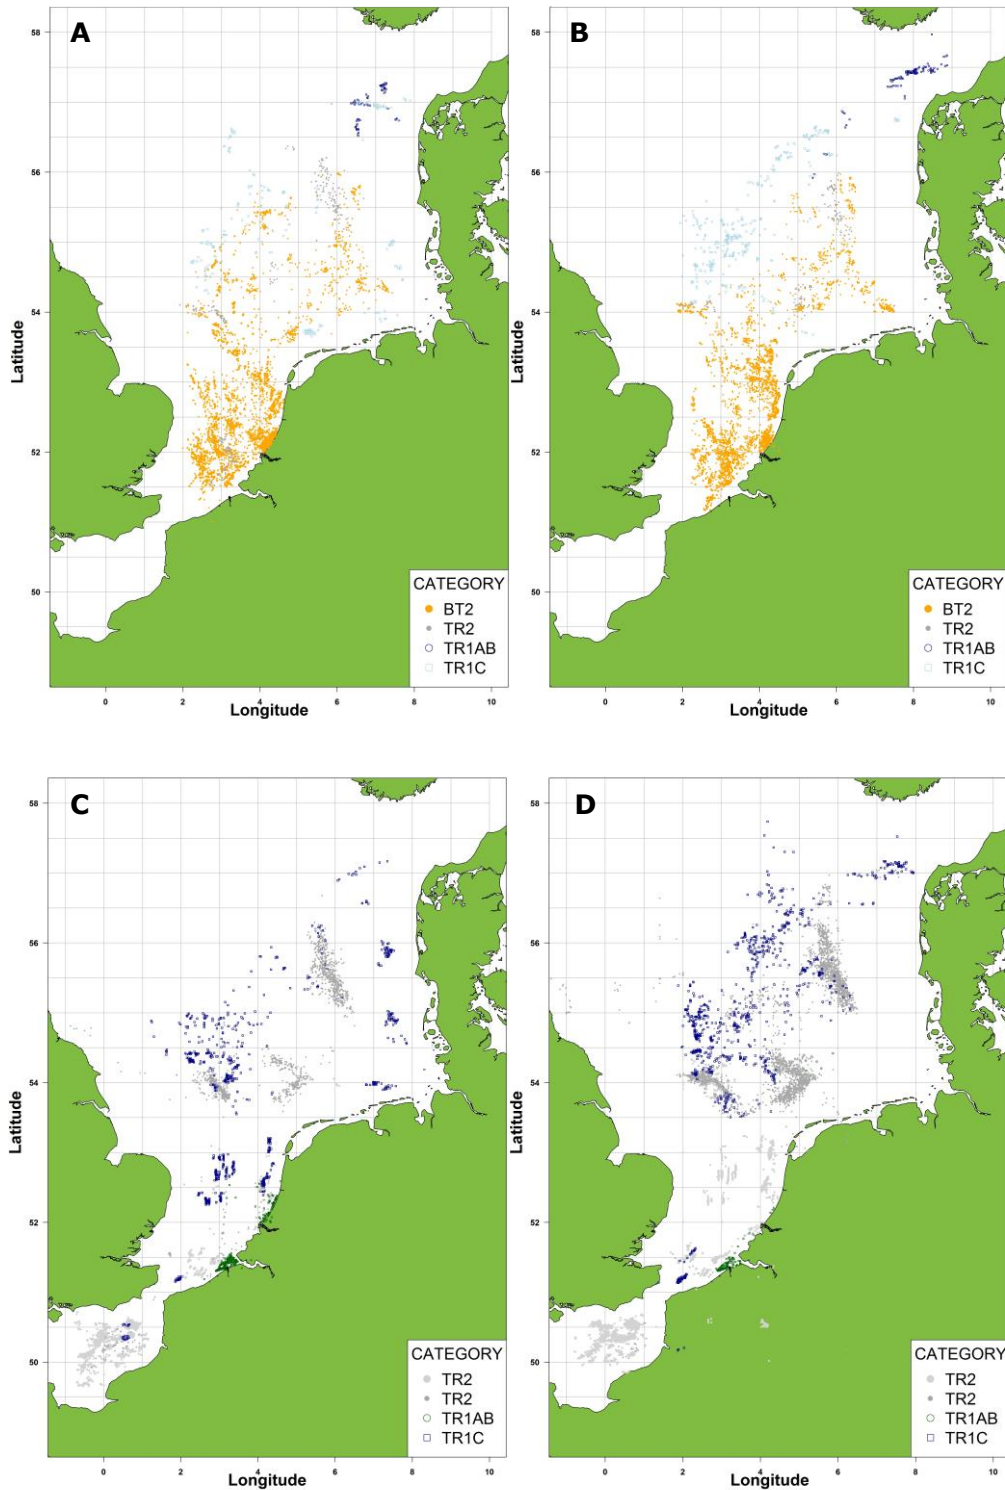 A
58
56
54
52
50
Latitude
0 2 4 6 8 10
Longitude
CATEGORY
BT2
TR2
TR1AB
TR1C
B
58
56
54
52
50
Latitude
0 2 4 6 8 10
Longitude
CATEGORY
BT2
TR2
TR1AB
TR1C
C
58
56
54
52
50
Latitude
0 2 4 6 8 10
Longitude
CATEGORY
TR2
TR2
TR1AB
TR1C
D
58
56
54
52
50
Latitude
0 2 4 6 8 10
Longitude
CATEGORY
TR2
TR2
TR1AB
TR1C